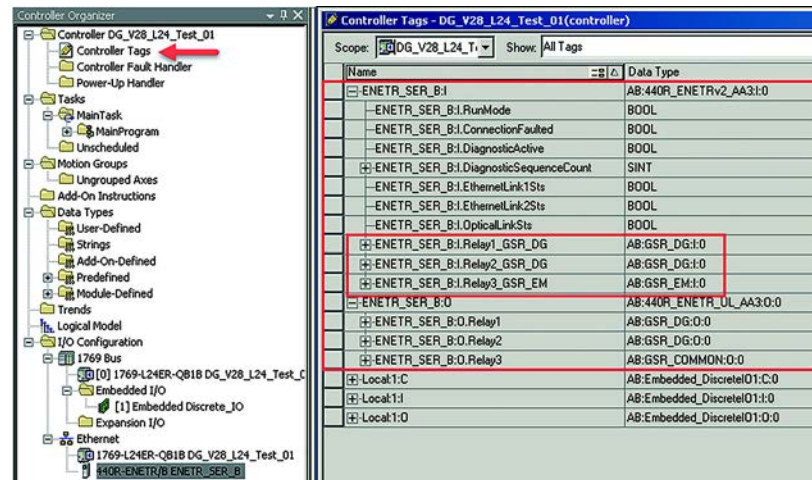 Controller Organizer
Controller DG_V28_L24_Test_01
Controller Tags
Controller Fault Handler
Power-Up Handler
Tasks
MainTask
MainProgram
Unscheduled
Motion Groups
Ungrouped Axes
Add-On Instructions
Data Types
User-Defined
Strings
Add-On-Defined
Predefined
Module-Defined
Trends
Logical Model
I/O Configuration
1769 Bus
[0] 1769-L24ER-QB1B DG_V28_L24_Test_0
Embedded I/O
[1] Embedded Discrete_IO
Expansion I/O
Ethernet
1769-L24ER-QB1B DG_V28_L24_Test_01
440R-ENETR/B ENETR_SER_B
Controller Tags - DG_V28_L24_Test_01(controller)
Scope: DG_V28_L24_T Show: All Tags
Name Data Type
ENETR_SER_B:I AB:440R_ENETRv2_AA3:I:0
ENETR_SER_B:I.RunMode BOOL
ENETR_SER_B:I.ConnectionFaulted BOOL
ENETR_SER_B:I.DiagnosticActive BOOL
ENETR_SER_B:I.DiagnosticSequenceCount SINT
ENETR_SER_B:I.EthernetLink1Sts BOOL
ENETR_SER_B:I.EthernetLink2Sts BOOL
ENETR_SER_B:I.OpticalLinkSts BOOL
ENETR_SER_B:I.Relay1_GSR_DG AB:GSR_DG:I:0
ENETR_SER_B:I.Relay2_GSR_DG AB:GSR_DG:I:0
ENETR_SER_B:I.Relay3_GSR_EM AB:GSR_EM:I:0
ENETR_SER_B:O AB:440R_ENETR_UL_AA3:O:0
ENETR_SER_B:O.Relay1 AB:GSR_DG:O:0
ENETR_SER_B:O.Relay2 AB:GSR_DG:O:0
ENETR_SER_B:O.Relay3 AB:GSR_COMMON:O:0
Local:1:C AB:Embedded_DiscreteIO1:C:0
Local:1:I AB:Embedded_DiscreteIO1:I:0
Local:1:O AB:Embedded_DiscreteIO1:O:0